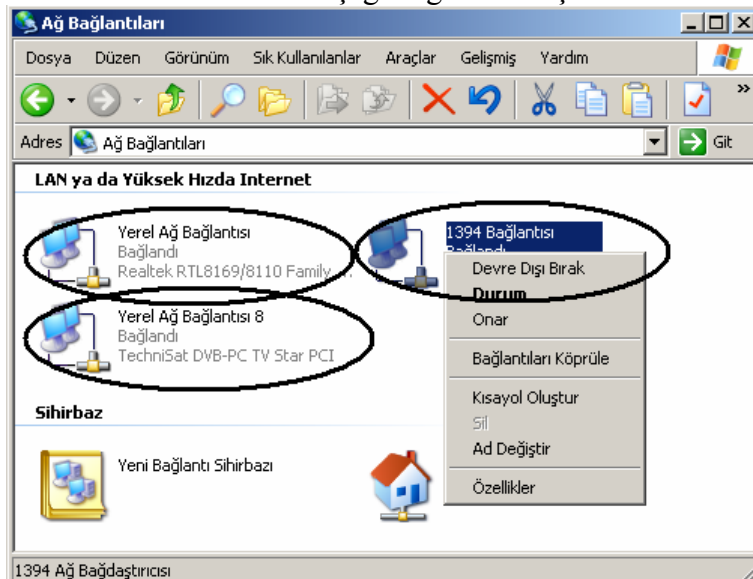 Ağ Bağlantıları
Dosya Düzen Görünüm Sık Kullanılanlar Araçlar Gelişmiş Yardım
Adres Ağ Bağlantıları Git
LAN ya da Yüksek Hızda Internet
Yerel Ağ Bağlantısı
Bağlandı
Realtek RTL8169/8110 Family ...
1394 Bağlantısı
Bağlandı
Devre Dışı Bırak
Durum
Onar
Bağlantıları Köprüle
Kısayol Oluştur
Sil
Ad Değiştir
Özellikler
Yerel Ağ Bağlantısı 8
Bağlandı
TechniSat DVB-PC TV Star PCI
Sihirbaz
Yeni Bağlantı Sihirbazı
1394 Ağ Bağdaştırıcısı